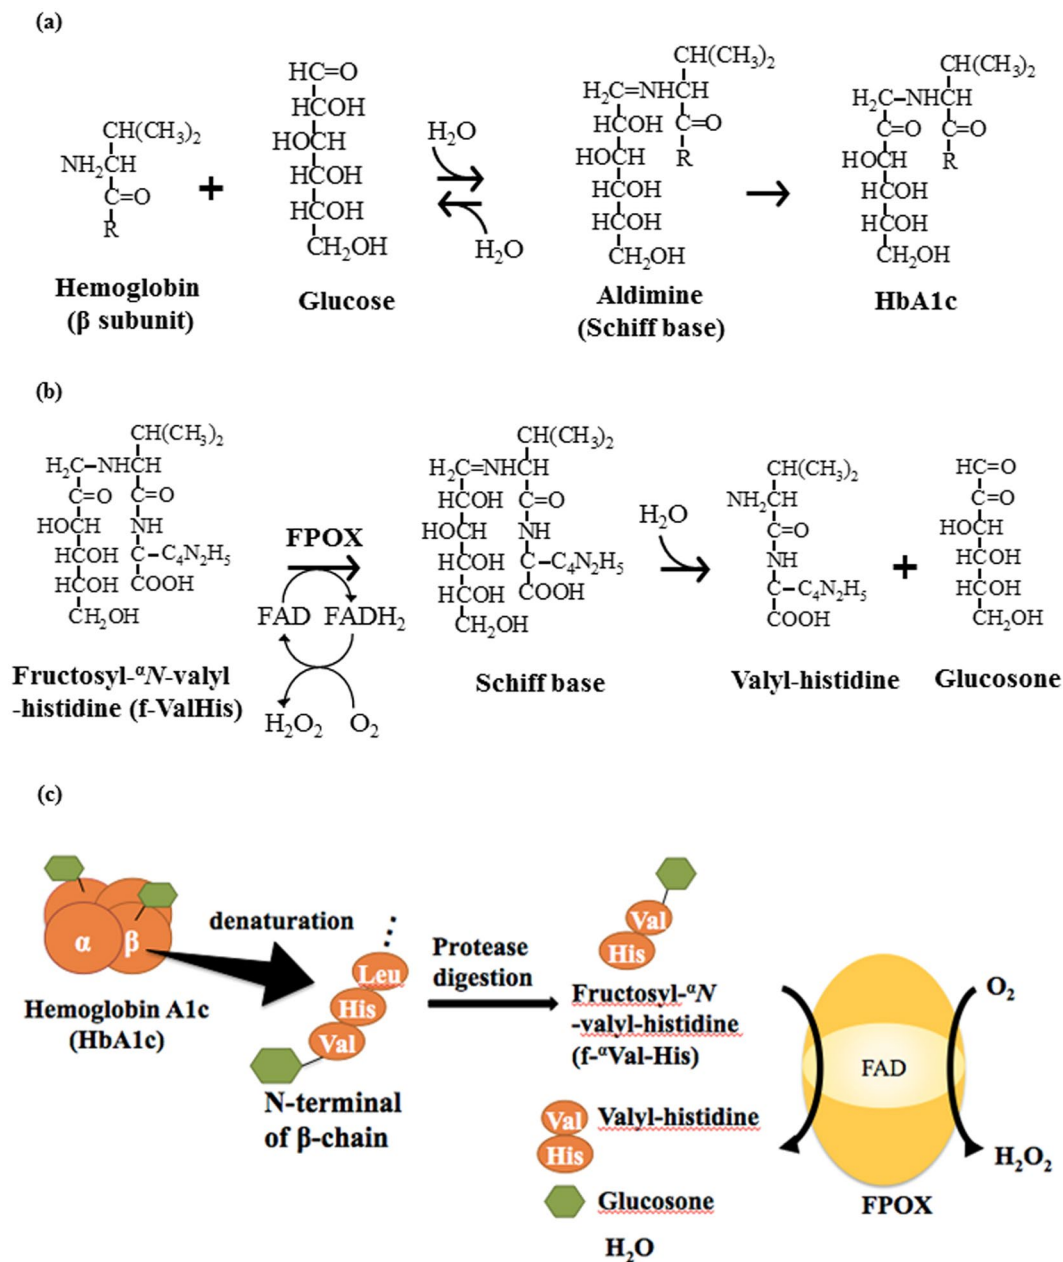 (a)
CH(CH₃)₂
NH₂CH
C=O
R
Hemoglobin
(β subunit)
+
HC=O
HCOH
HOCH
HCOH
HCOH
CH₂OH
Glucose
H₂O
H₂O
CH(CH₃)₂
H₂C=NHCH
HCOH C=O
HOCH R
HCOH
HCOH
CH₂OH
Aldimine
(Schiff base)
CH(CH₃)₂
H₂C–NHCH
C=O C=O
HOCH R
HCOH
HCOH
CH₂OH
HbA1c
(b)
CH(CH₃)₂
H₂C–NHCH
C=O C=O
HOCH NH
HCOH C–C₄N₂H₅
HCOH COOH
CH₂OH
Fructosyl-ᵅN-valyl
-histidine (f-ValHis)
FPOX
FAD FADH₂
H₂O₂ O₂
CH(CH₃)₂
H₂C=NHCH
HCOH C=O
HOCH NH
HCOH C–C₄N₂H₅
HCOH COOH
CH₂OH
Schiff base
H₂O
CH(CH₃)₂
NH₂CH
C=O
NH
C–C₄N₂H₅
COOH
Valyl-histidine
+
HC=O
C=O
HOCH
HCOH
HCOH
CH₂OH
Glucosone
(c)
α β
Hemoglobin A1c
(HbA1c)
denaturation
⋮
Leu
His
Val
N-terminal
of β-chain
Protease
digestion
Val
His
Fructosyl-ᵅN
-valyl-histidine
(f-ᵅVal-His)
Val Valyl-histidine
His
Glucosone
H₂O
O₂
FAD
H₂O₂
FPOX